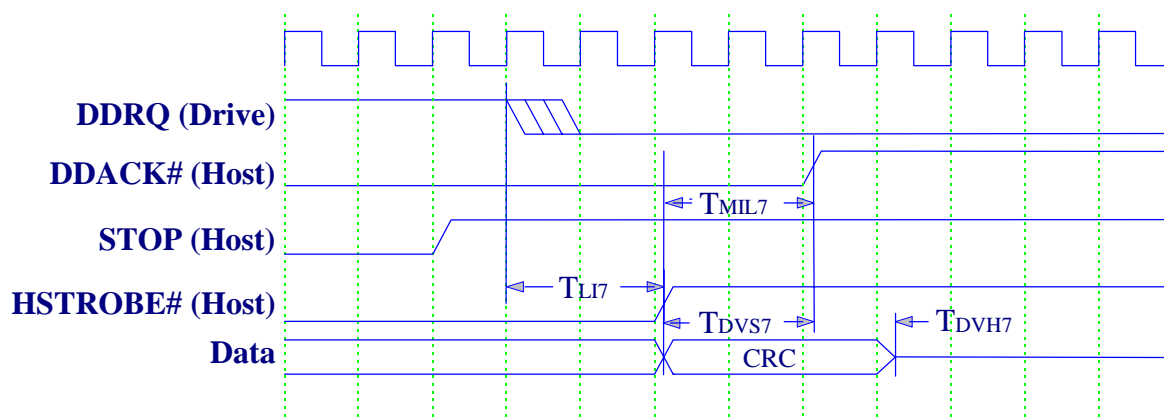 DDRQ (Drive)
DDACK# (Host)
TMIL7
STOP (Host)
TLI7
HSTROBE# (Host)
TDVS7
TDVH7
Data
CRC